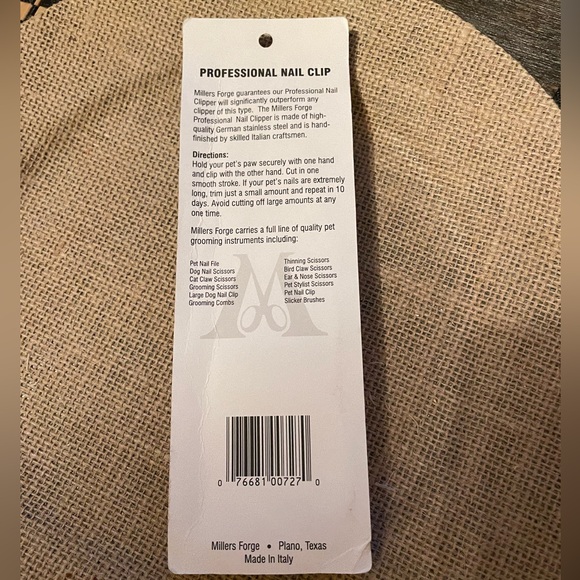 PROFESSIONAL NAIL CLIP
Millers Forge guarantees our Professional Nail
Clipper will significantly outperform any
clipper of this type. The Millers Forge
Professional Nail Clipper is made of high-
quality German stainless steel and is hand-
finished by skilled Italian craftsmen.
Directions:
Hold your pet's paw securely with one hand
and clip with the other hand. Cut in one
smooth stroke. If your pet's nails are extremely
long, trim just a small amount and repeat in 10
days. Avoid cutting off large amounts at any
one time.
Millers Forge carries a full line of quality pet
grooming instruments including:
Pet Nail File
Dog Nail Scissors
Cat Claw Scissors
Grooming Scissors
Large Dog Nail Clip
Grooming Combs
Thinning Scissors
Bird Claw Scissors
Ear & Nose Scissors
Pet Stylist Scissors
Pet Nail Clip
Slicker Brushes
0 76681 00727 0
Millers Forge • Plano, Texas
Made In Italy